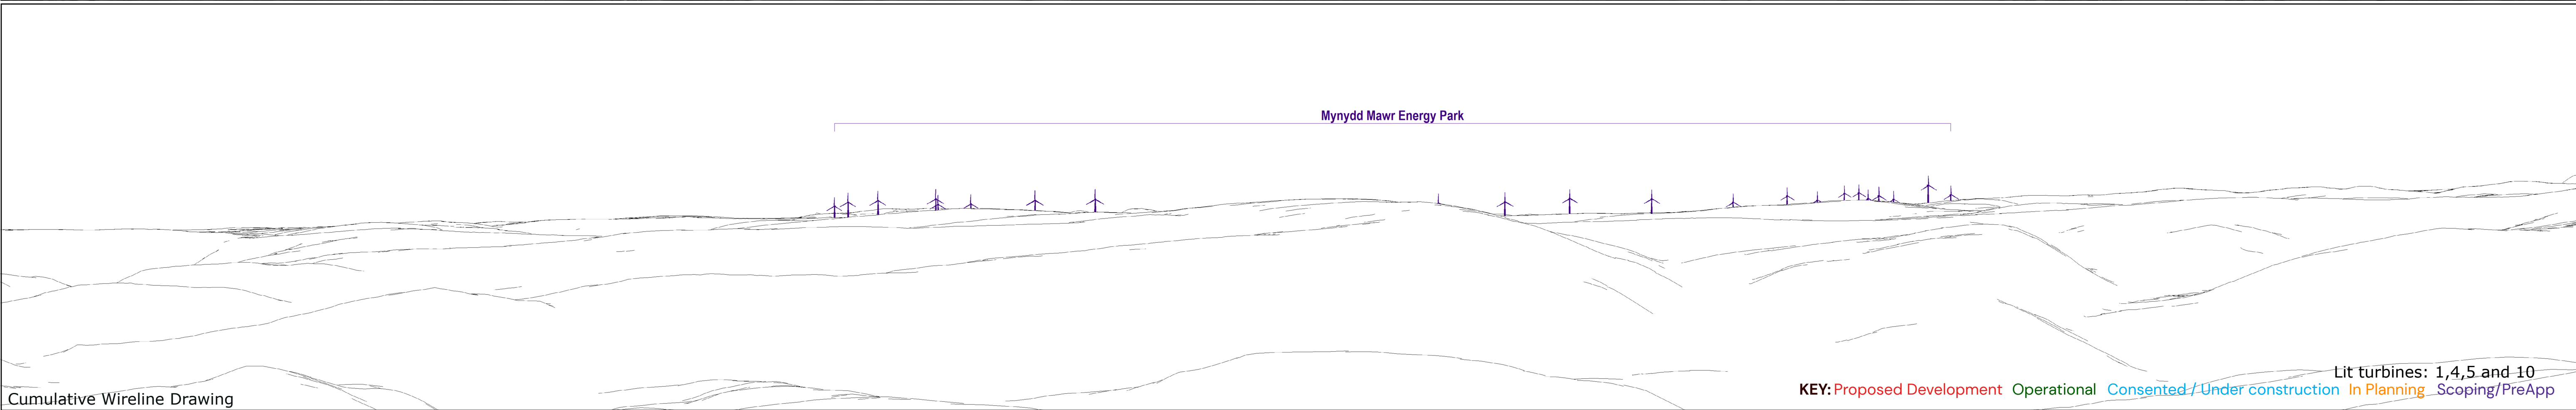 Mynydd Mawr Energy Park
Lit turbines: 1,4,5 and 10
KEY: Proposed Development Operational Consented / Under construction In Planning Scoping/PreApp
Cumulative Wireline Drawing